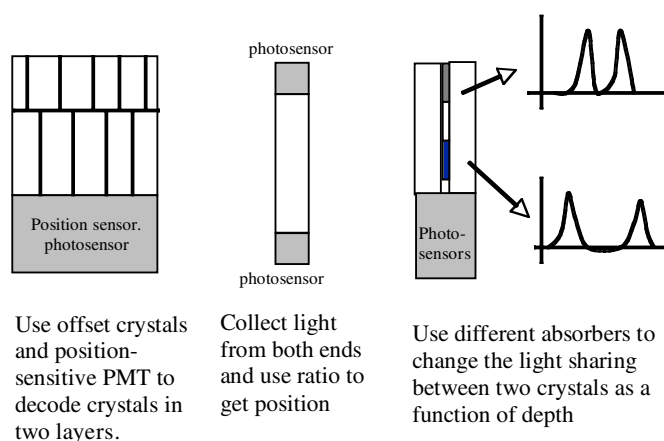 photosensor
Position sensor.
photosensor
photosensor
Photo-
sensors
Use offset crystals
and position-
sensitive PMT to
decode crystals in
two layers.
Collect light
from both ends
and use ratio to
get position
Use different absorbers to
change the light sharing
between two crystals as a
function of depth